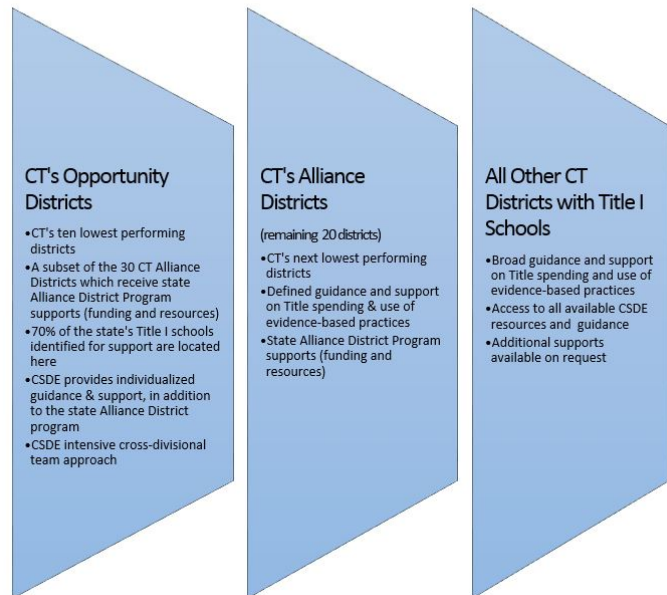 CT's Opportunity
Districts
•CT's ten lowest performing
districts
•A subset of the 30 CT Alliance
Districts which receive state
Alliance District Program
supports (funding and resources)
•70% of the state's Title I schools
identified for support are located
here
•CSDE provides individualized
guidance & support, in addition
to the state Alliance District
program
•CSDE intensive cross-divisional
team approach
CT's Alliance
Districts
(remaining 20 districts)
•CT's next lowest performing
districts
•Defined guidance and support
on Title spending & use of
evidence-based practices
•State Alliance District Program
supports (funding and
resources)
All Other CT
Districts with Title I
Schools
•Broad guidance and support
on Title spending and use of
evidence-based practices
•Access to all available CSDE
resources and guidance
•Additional supports
available on request